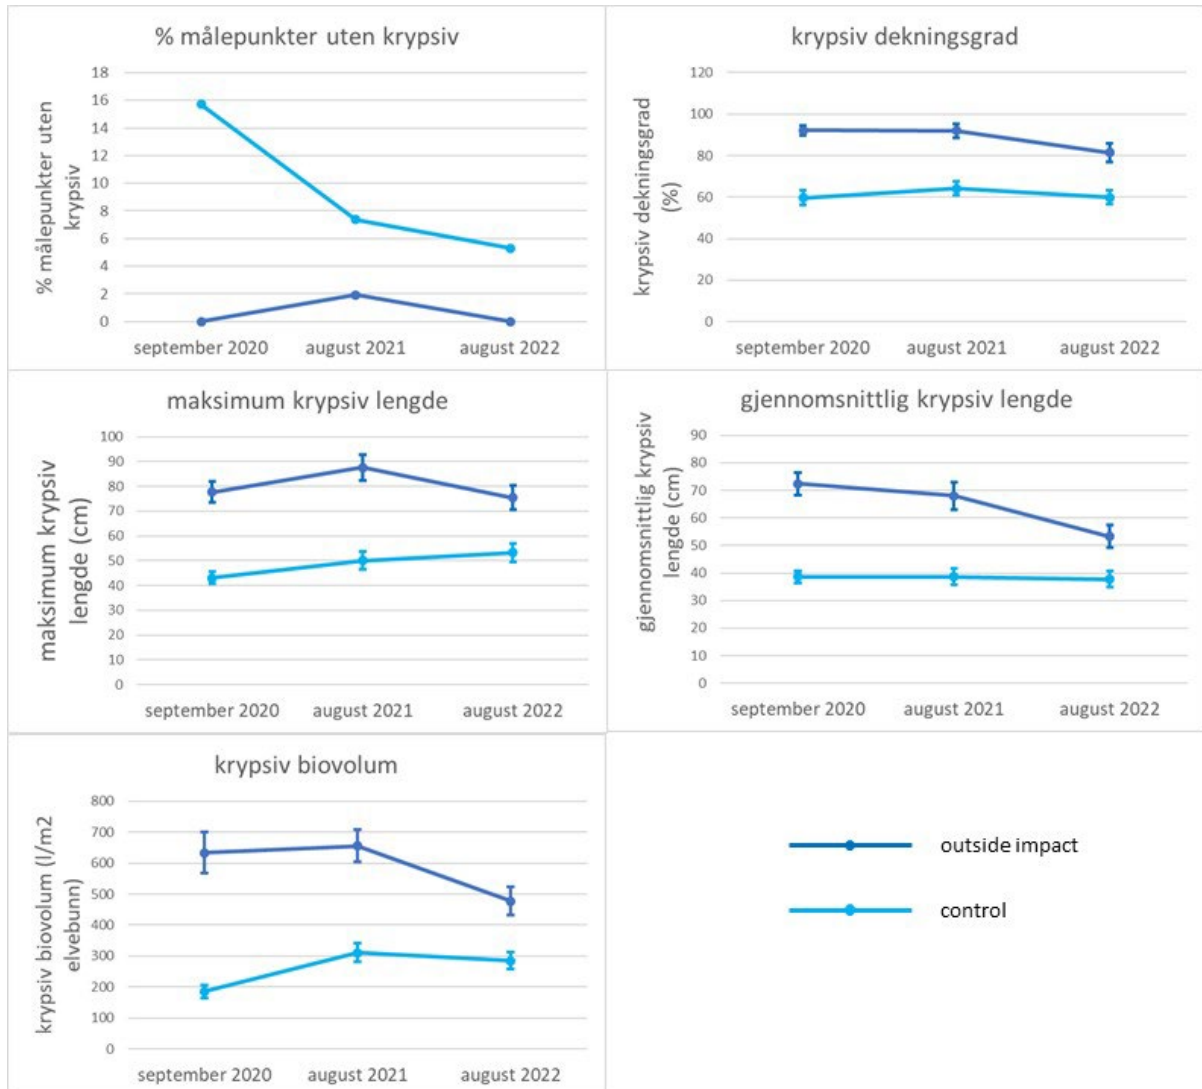 % målepunkter uten krypsiv
% målepunkter uten
krypsiv
18
16
14
12
10
8
6
4
2
0
september 2020 august 2021 august 2022
krypsiv dekningsgrad
krypsiv dekningsgrad
(%)
120
100
80
60
40
20
0
september 2020 august 2021 august 2022
maksimum krypsiv lengde
maksimum krypsiv
lengde (cm)
100
90
80
70
60
50
40
30
20
10
0
september 2020 august 2021 august 2022
gjennomsnittlig krypsiv lengde
gjennomsnittlig krypsiv
lengde (cm)
90
80
70
60
50
40
30
20
10
0
september 2020 august 2021 august 2022
krypsiv biovolum
krypsiv biovolum (l/m2
elvebunn)
800
700
600
500
400
300
200
100
0
september 2020 august 2021 august 2022
outside impact
control